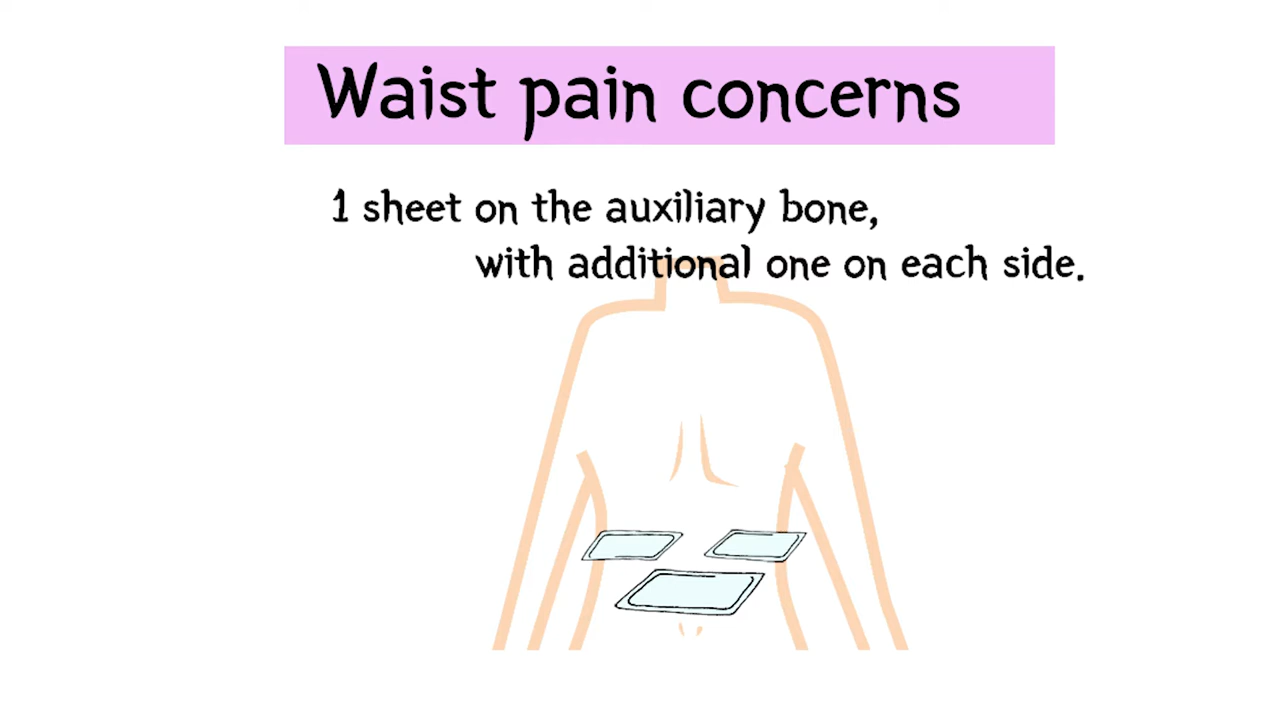 Waist pain concerns
1 sheet on the auxiliary bone,
with additional one on each side.